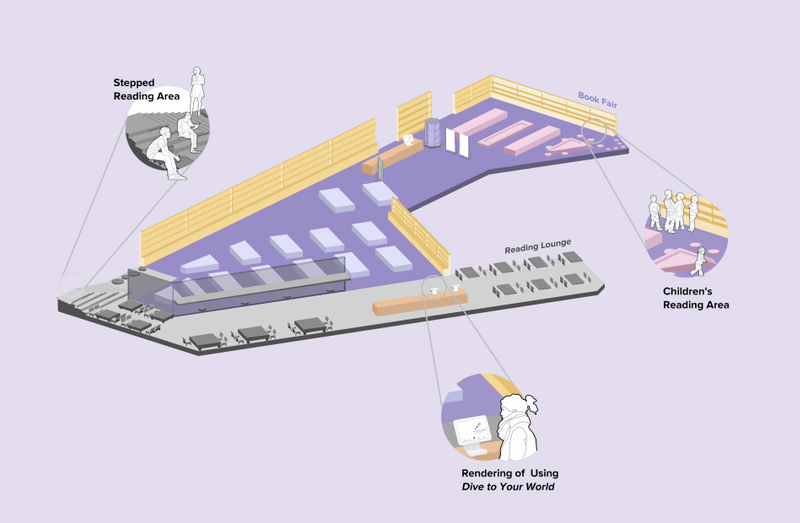 Stepped
Reading Area
Book Fair
Reading Lounge
Children's
Reading Area
Rendering of Using
Dive to Your World